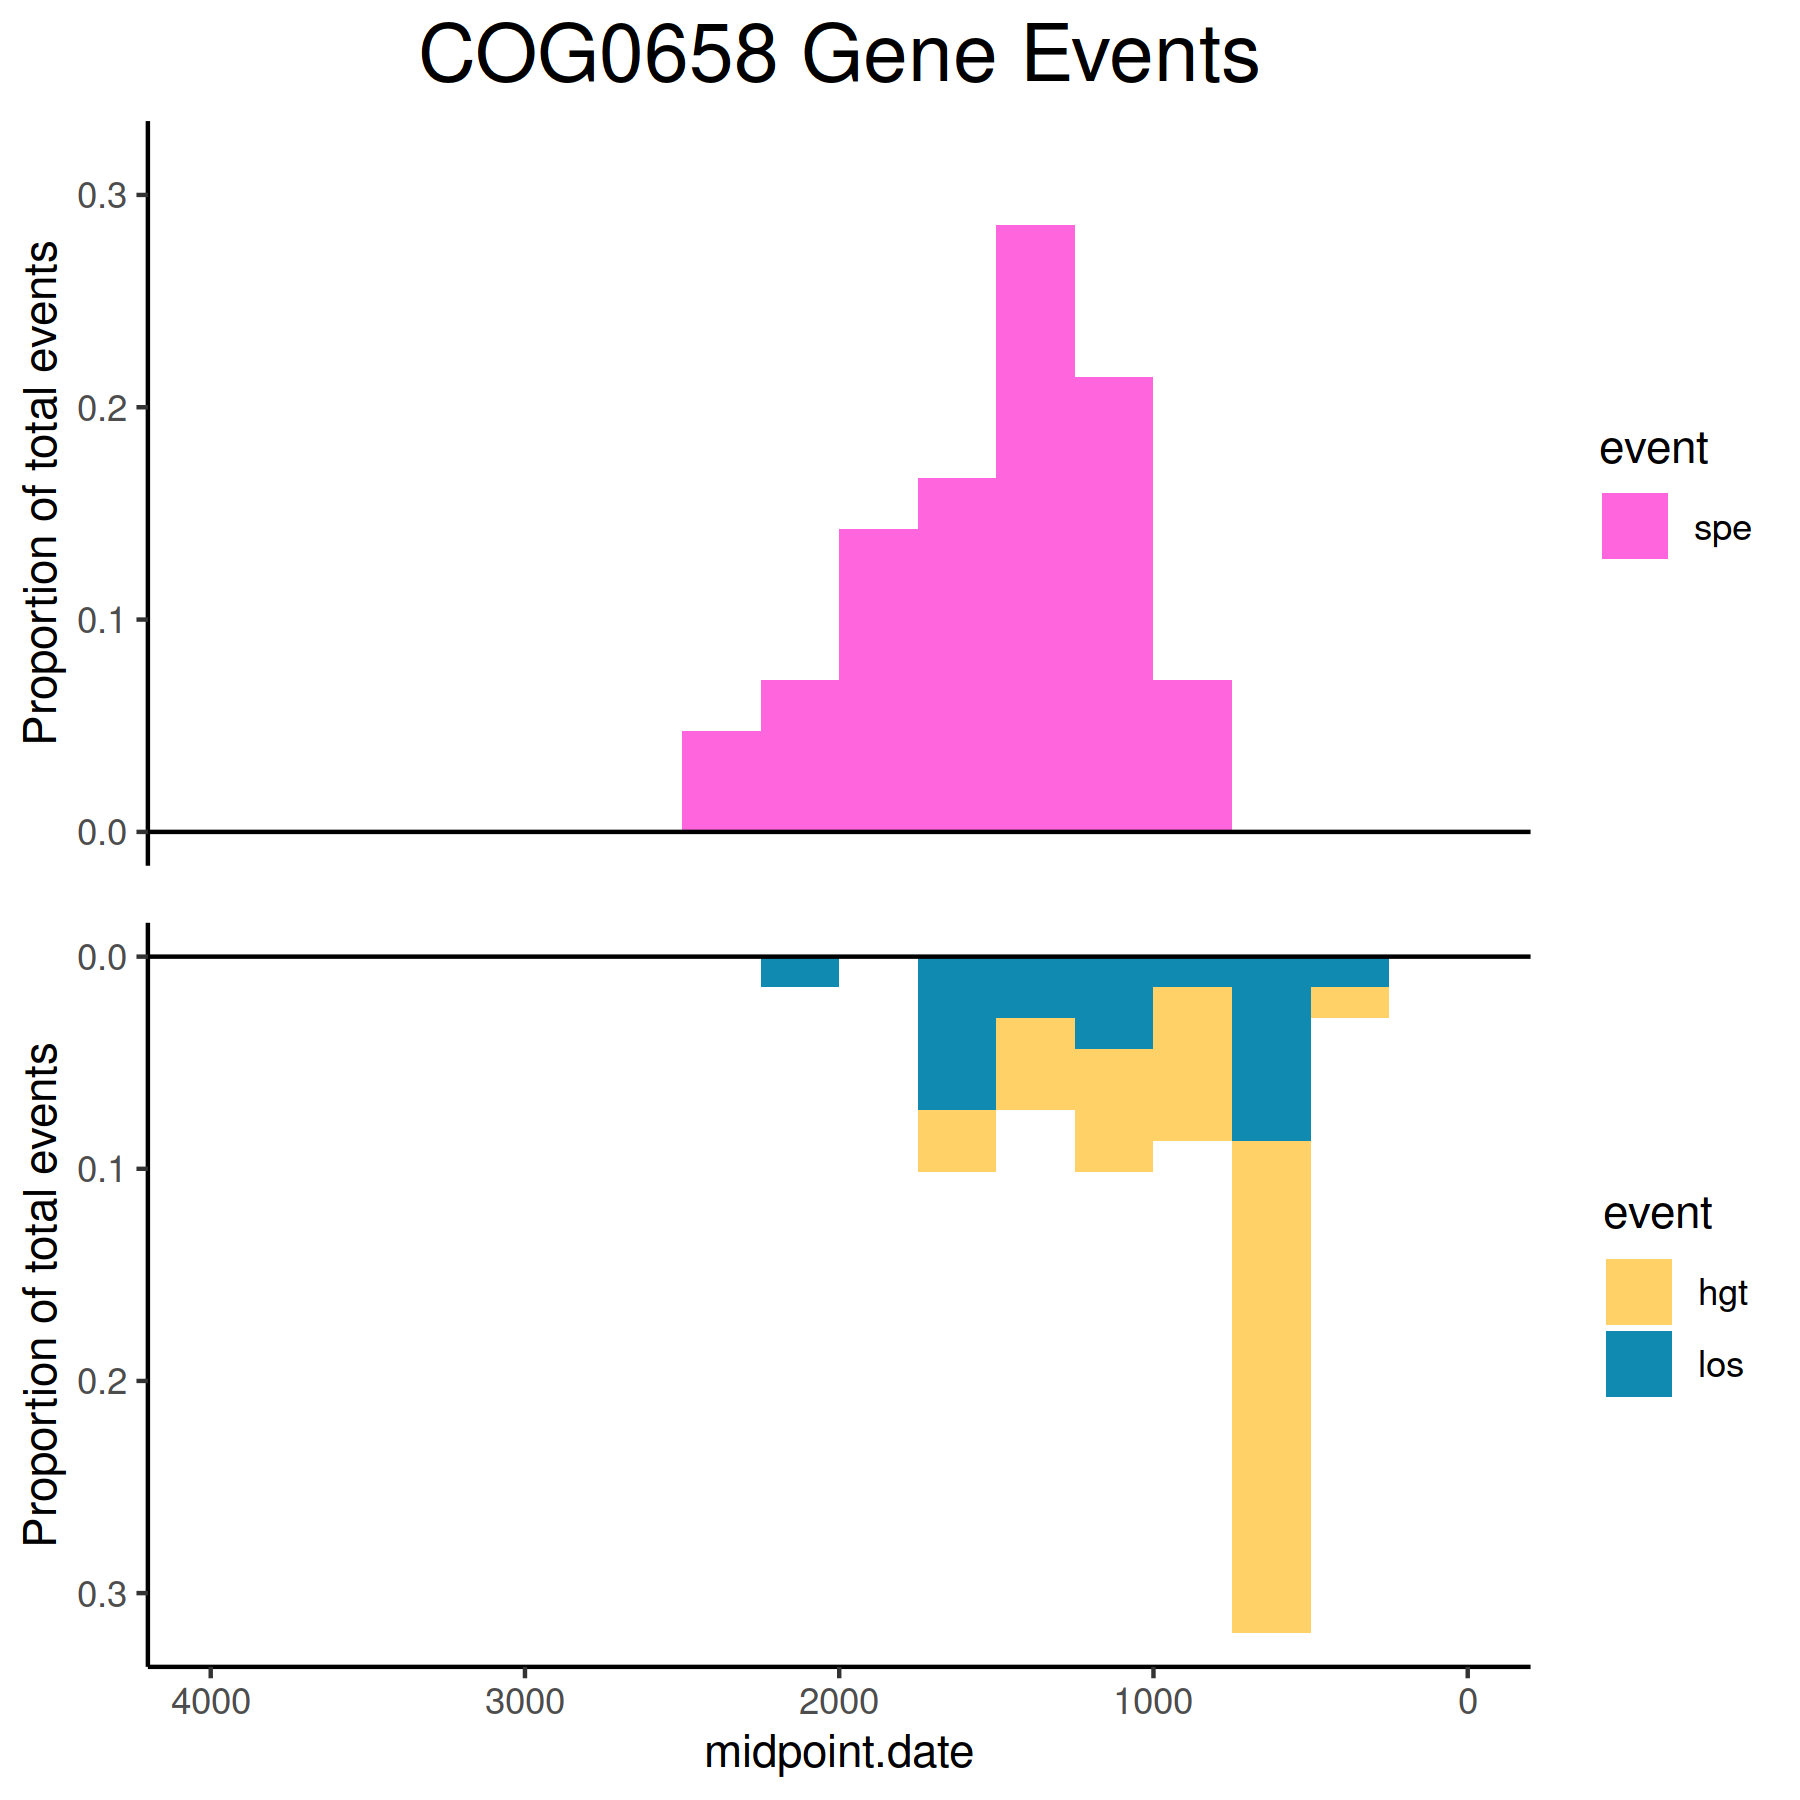 COG0658 Gene Events
Proportion of total events
0.3
0.2
0.1
0.0
event
spe
Proportion of total events
0.0
0.1
0.2
0.3
event
hgt
los
4000 3000 2000 1000 0
midpoint.date